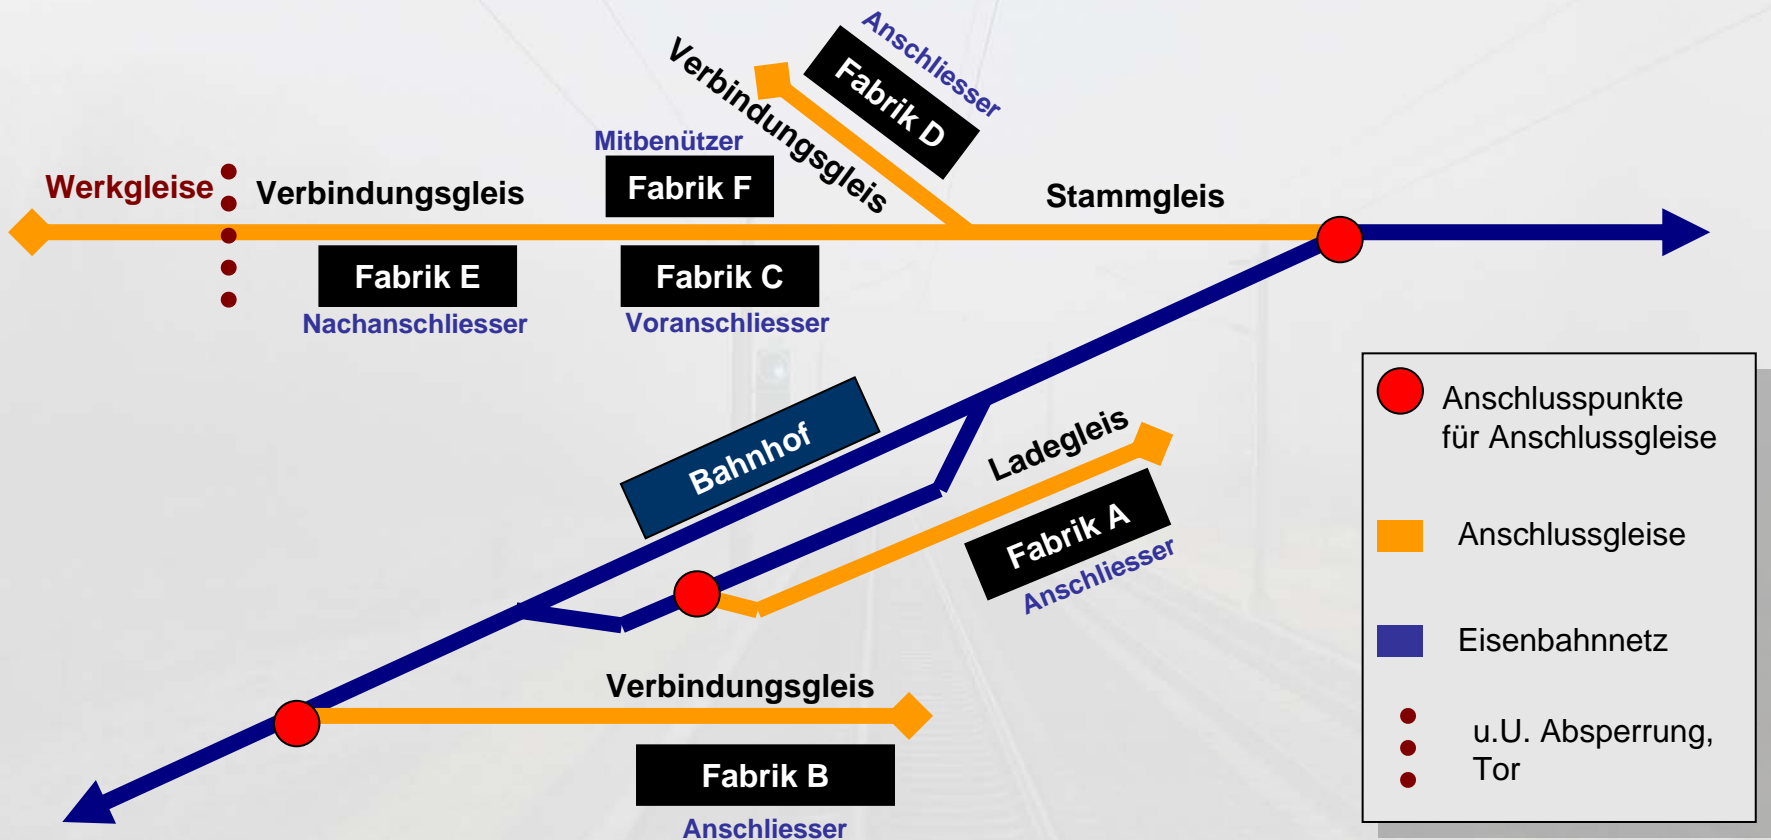 Anschliesser
Fabrik D
Verbindungsgleis
Mitbenützer
Fabrik F
Werkgleise
Verbindungsgleis
Stammgleis
Fabrik E
Nachanschliesser
Fabrik C
Voranschliesser
Bahnhof
Ladegleis
Fabrik A
Anschliesser
Verbindungsgleis
Fabrik B
Anschliesser
Anschlusspunkte
für Anschlussgleise
Anschlussgleise
Eisenbahnnetz
u.U. Absperrung,
Tor